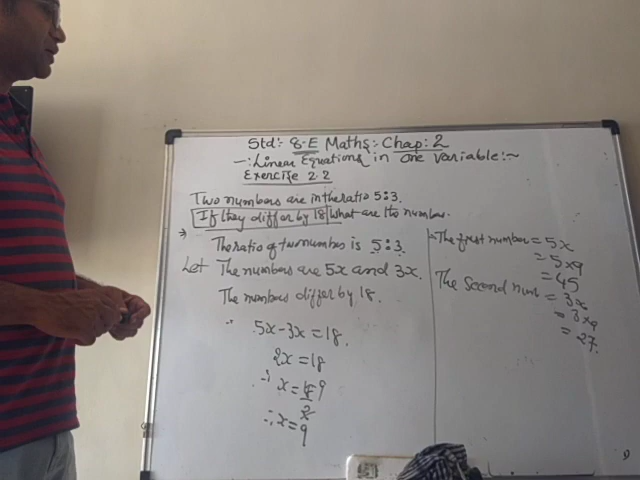 Std:- 8-E Maths:- Chap: 2
-: Linear Equations in one variable:~
Exercise 2.2
Two numbers are in the ratio 5:3.
If they differ by 18, what are the number.
⇒ The ratio of two number is 5:3.
Let The numbers are 5x and 3x.
The numbers differ by 18.
∴ 5x-3x=18.
2x=18
∴ x=18 9
2
∴ x=9
∴ The first number = 5x
= 5x9
= 45
The Second num = 3x
= 3x9
= 27.